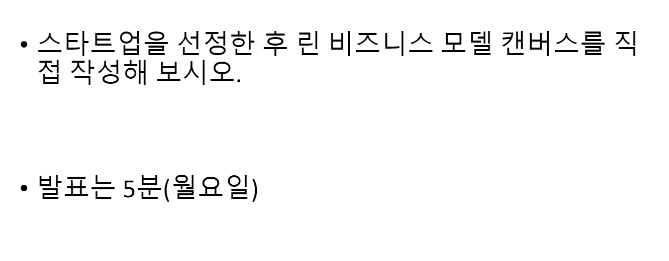 • 스타트업을 선정한 후 린 비즈니스 모델 캔버스를 직
접 작성해 보시오.
• 발표는 5분(월요일)